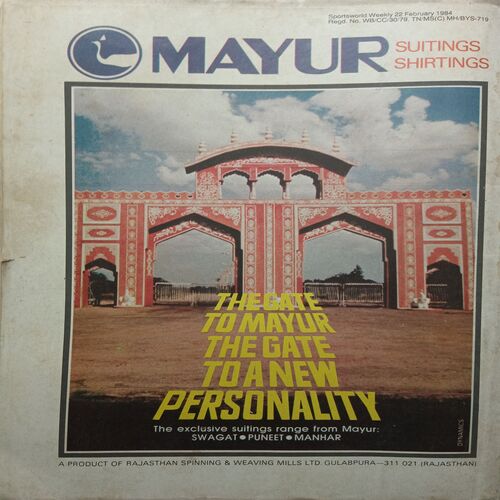 Sportsworld Weekly 22 February 1984
Regd. No. WB/CC-30/78. TN/MS(C) MH/BYS-719
MAYUR SUITINGS
SHIRTINGS
THE GATE
TO MAYUR
THE GATE
TO A NEW
PERSONALITY
The exclusive suitings range from Mayur:
SWAGAT ● PUNEET ● MANHAR
DYNAMICS
A PRODUCT OF RAJASTHAN SPINNING & WEAVING MILLS LTD. GULABPURA—311 021 (RAJASTHAN)